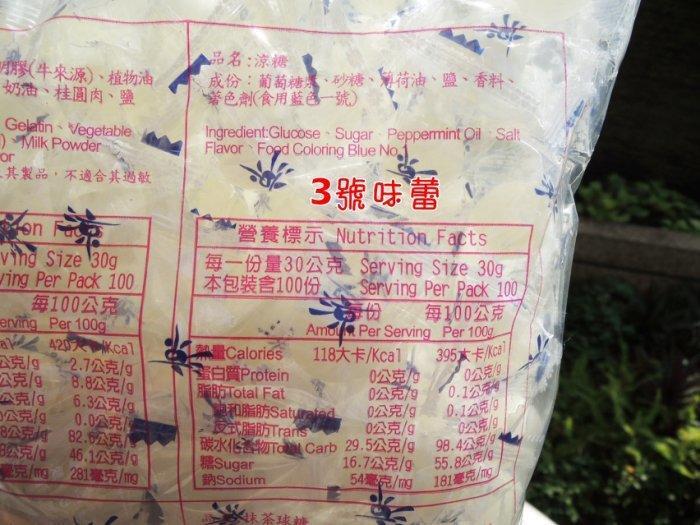 明膠(牛來源)、植物油
奶油、桂圓肉、鹽
Gelatin、Vegetable
Milk Powder
其製品，不適合其過敏
品名:涼糖
成份:葡萄糖漿、砂糖、薄荷油、鹽、香料、
著色劑(食用藍色一號)
Ingredient:Glucose、Sugar、Peppermint Oil、Salt
Flavor、Food Coloring Blue No.1
3號味蕾
Serving Size 30g
ving Per Pack 100
每100公克
erving Per 100g
420大卡/Kcal
2.7公克/g
8.8公克/g
6.3公克/g
0.0公克/g
46.1公克/g
281毫克/mg
營養標示 Nutrition Facts
每一份量30公克 Serving Size 30g
本包裝含100份 Serving Per Pack 100
每份 每100公克
Amount Per Serving Per 100g
熱量Calories 118大卡/Kcal 395大卡/Kcal
蛋白質Protein 0公克/g 0公克/g
脂肪Total Fat 0公克/g 0.1公克/g
飽和脂肪Saturated 0公克/g 0.1公克/g
反式脂肪Trans 0公克/g 0公克/g
碳水化合物Total Carb 29.5公克/g 98.4公克/g
糖Sugar 16.7公克/g 55.8公克/g
鈉Sodium 54毫克/mg 181毫克/mg
抹茶球糖